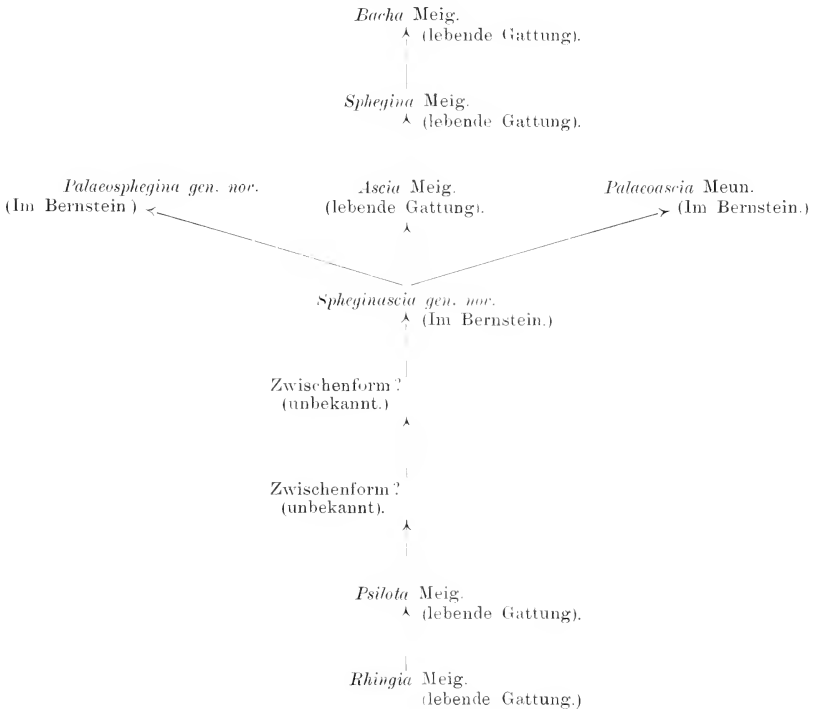 Bacha Meig.
(lebende Gattung).
Sphegina Meig.
(lebende Gattung).
Palaeosphegina gen. nov.
(Im Bernstein)
Ascia Meig.
(lebende Gattung).
Palaeoascia Meun.
(Im Bernstein.)
Spheginascia gen. nov.
(Im Bernstein.)
Zwischenform?
(unbekannt.)
Zwischenform?
(unbekannt).
Psilota Meig.
(lebende Gattung).
Rhingia Meig.
(lebende Gattung.)